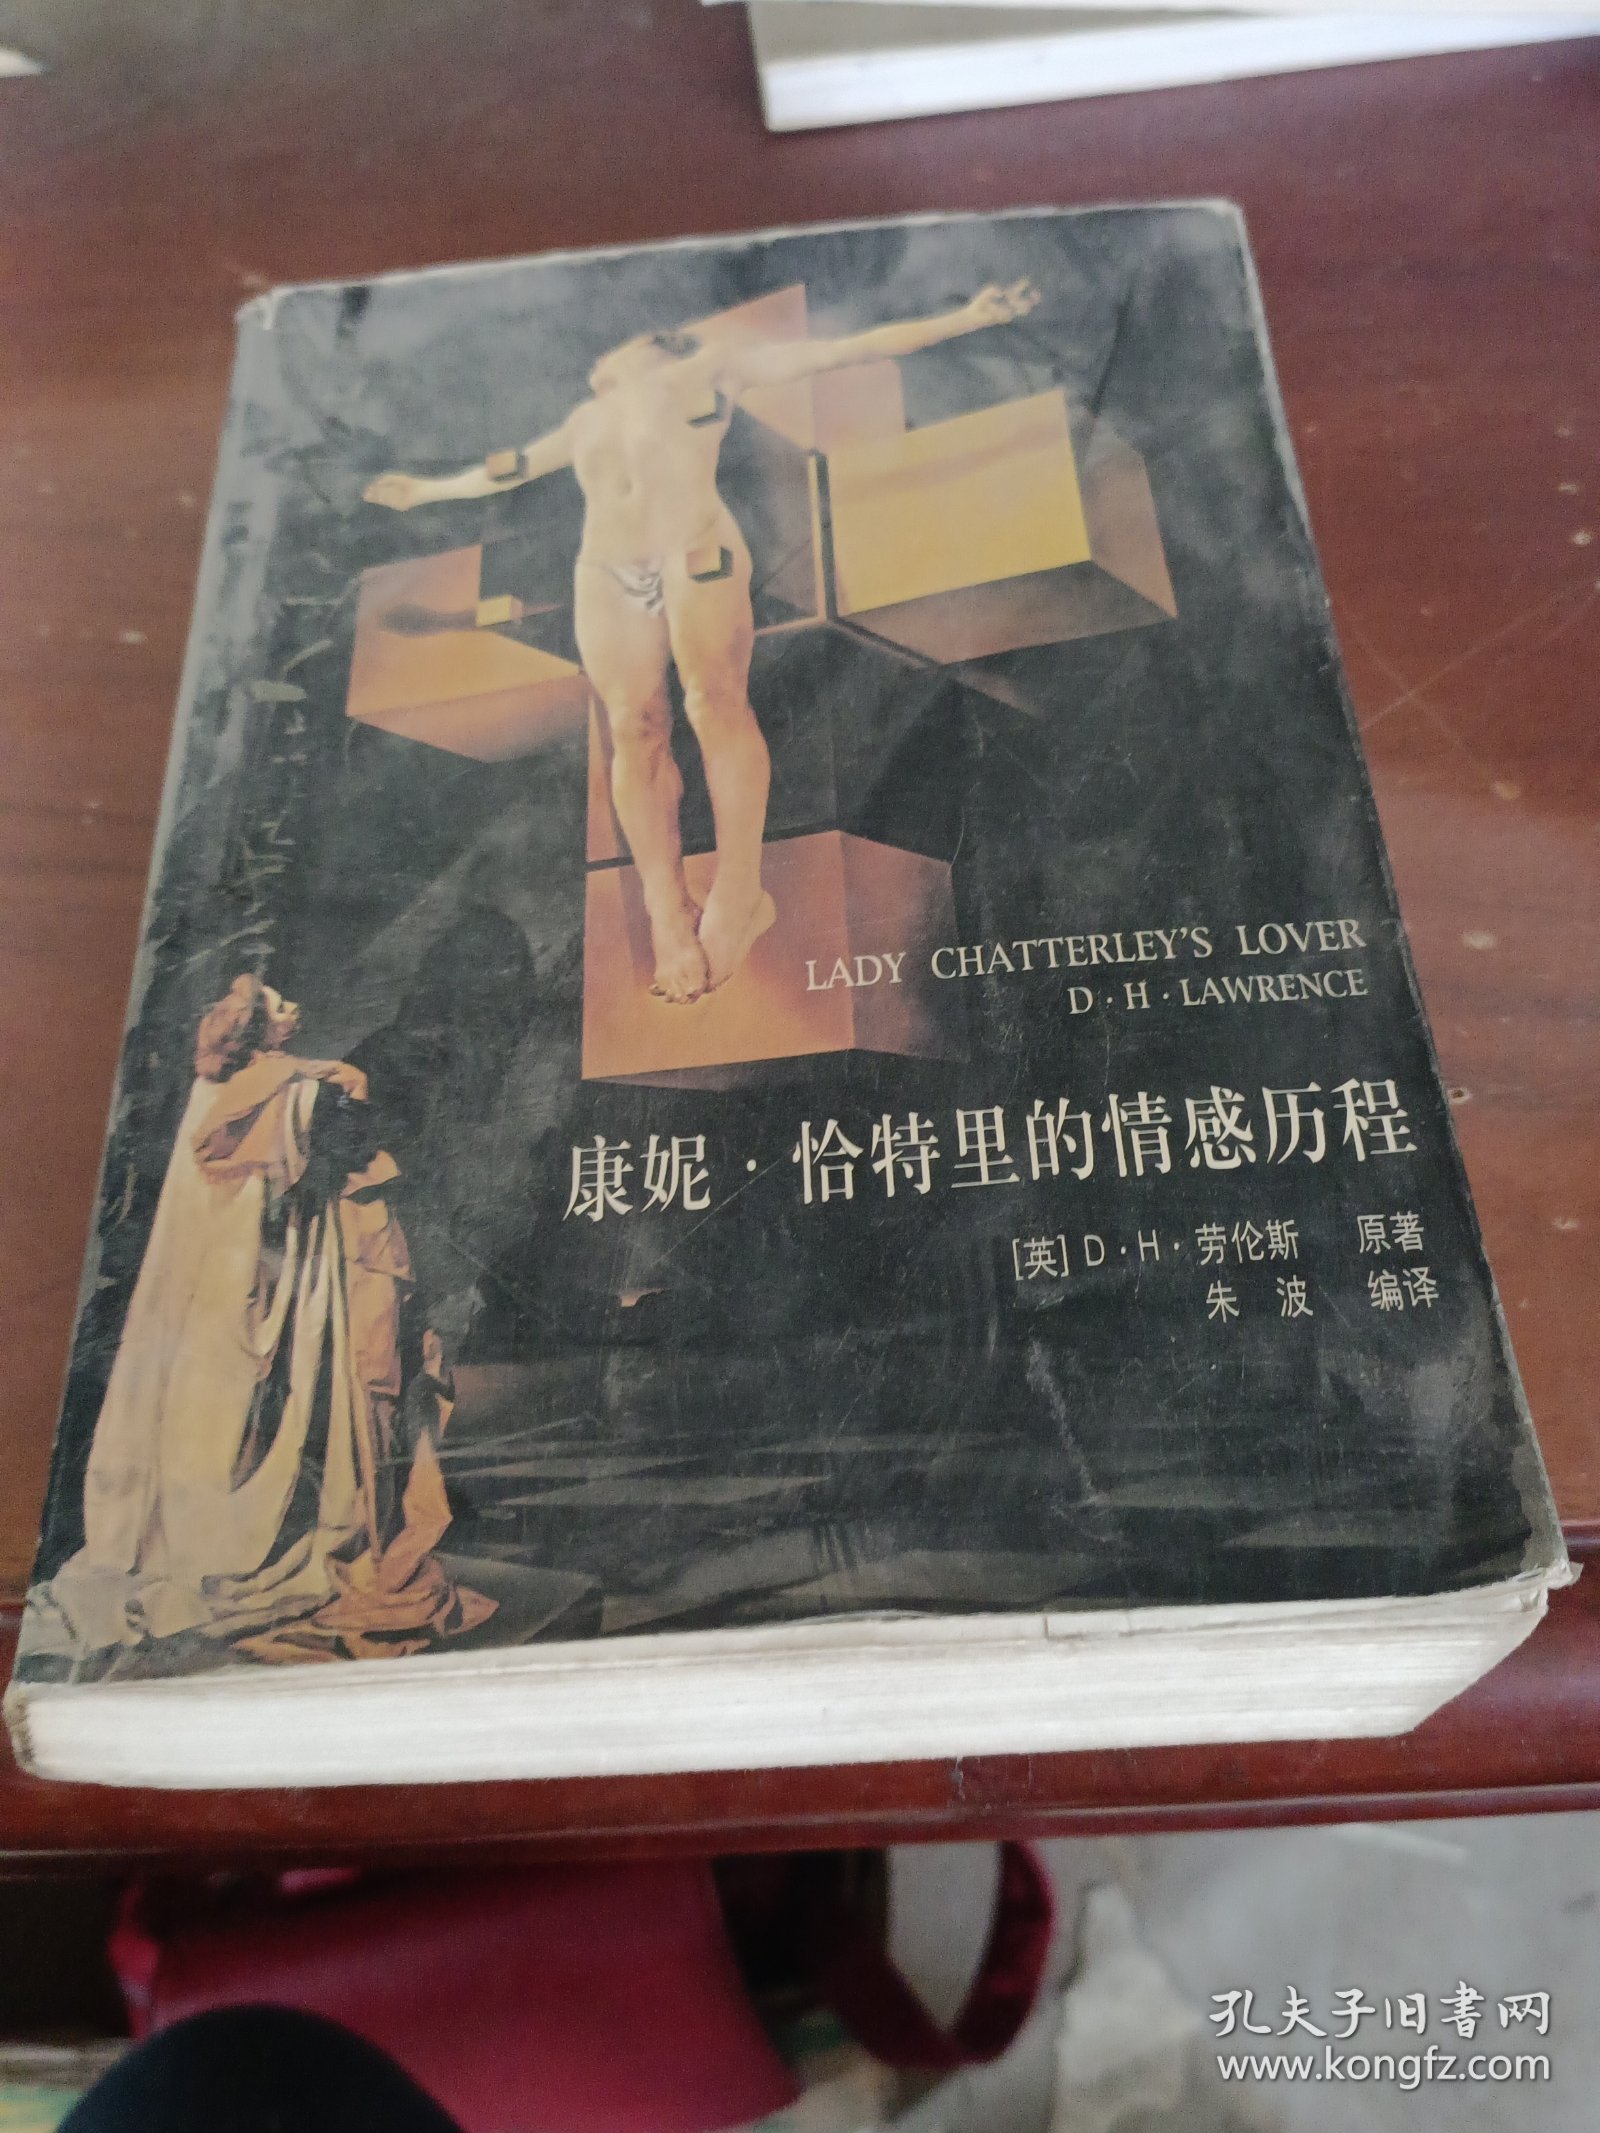 LADY CHATTERLEY'S LOVER
D·H·LAWRENCE
康妮·恰特里的情感历程
[英] D·H·劳伦斯 原著
朱 波 编译
孔夫子旧书网
www.kongfz.com